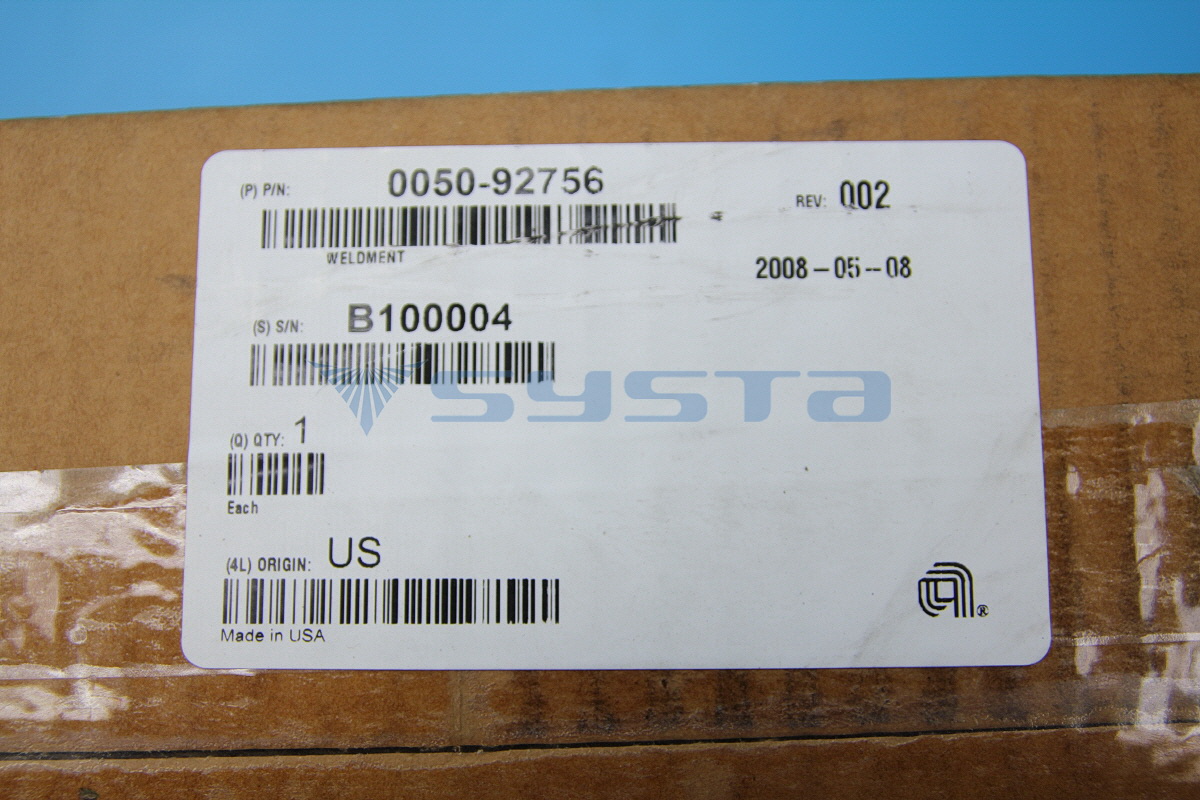 (P) P/N: 0050-92756
REV: 002
WELDMENT
2008-05-08
(S) S/N: B100004
SYSTA
(Q) QTY: 1
Each
(4L) ORIGIN: US
Made in USA
®